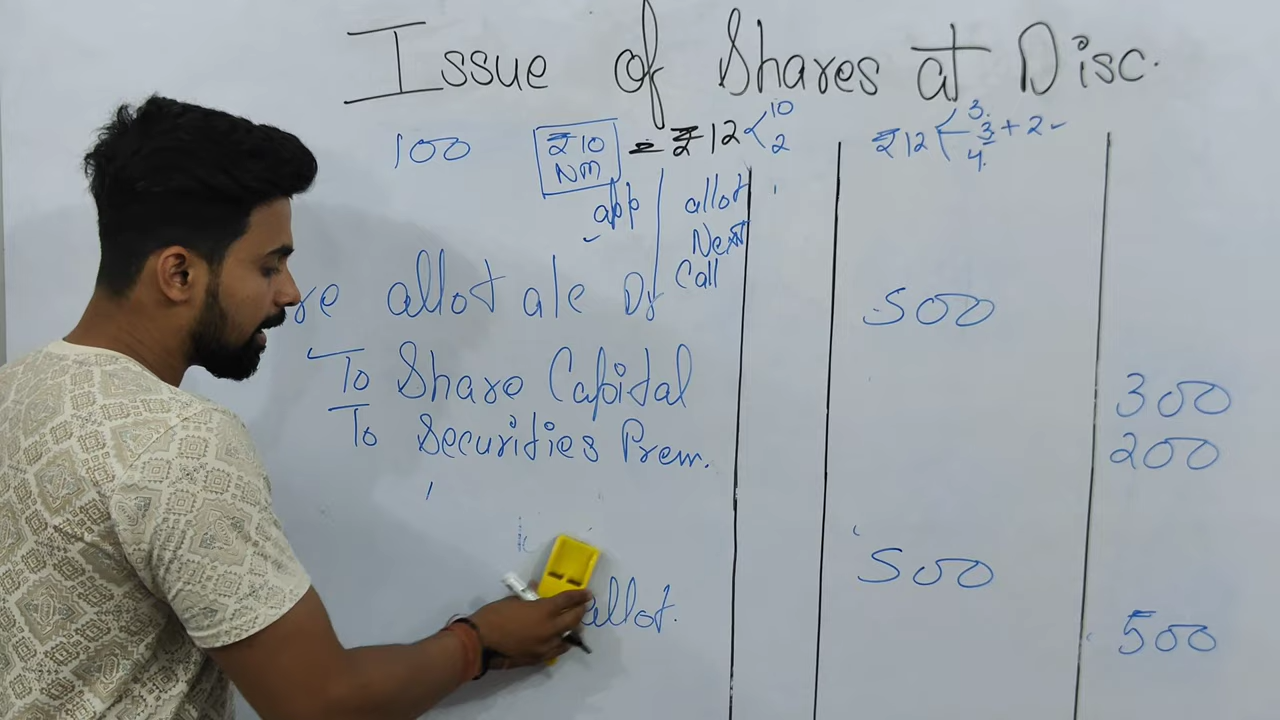 Issue of Shares at Disc.
100 ₹10 Nm = ₹12 < 10 2 ₹12 < 3. 3 + 2 4.
app allot
Next
Call
re allot a/c Dr 500
To Share Capital 300
To Securities Prem. 200
500
allot. 500